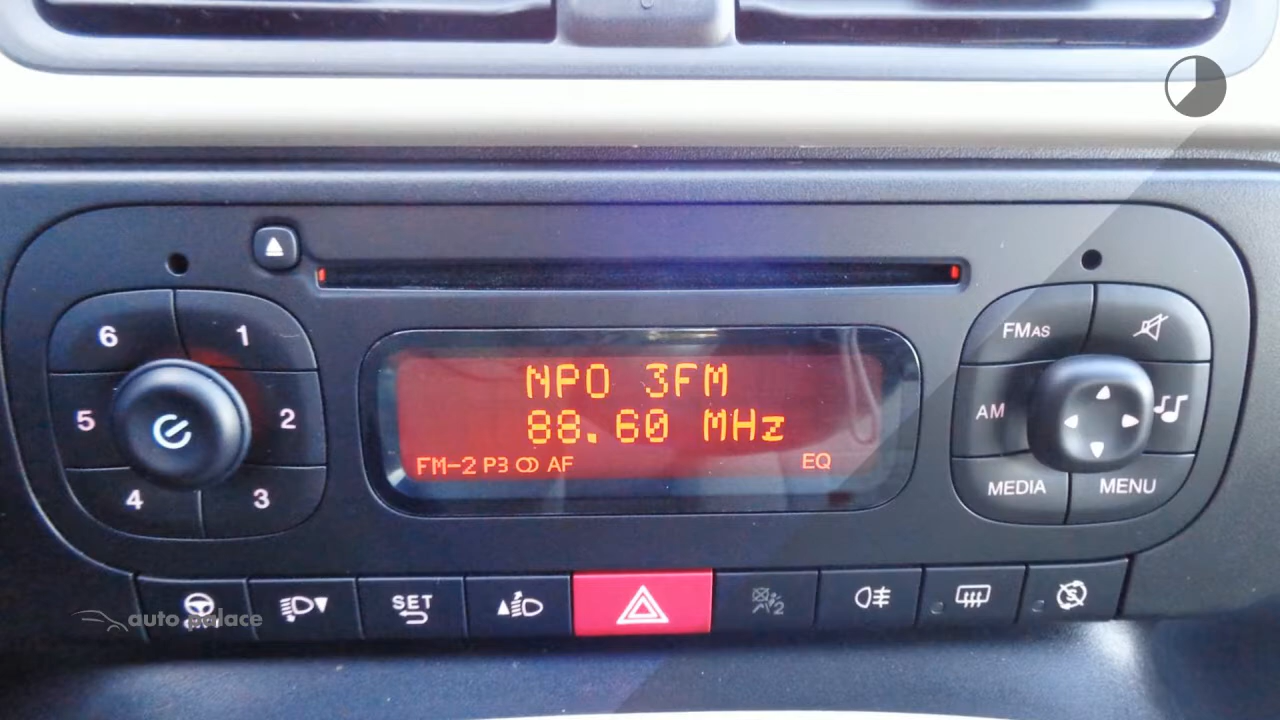 6 1
FMAS
5 2
AM
4 3
MEDIA MENU
NPO 3FM
88.60 MHz
FM-2 P3 AF EQ
SET
2
auto palace